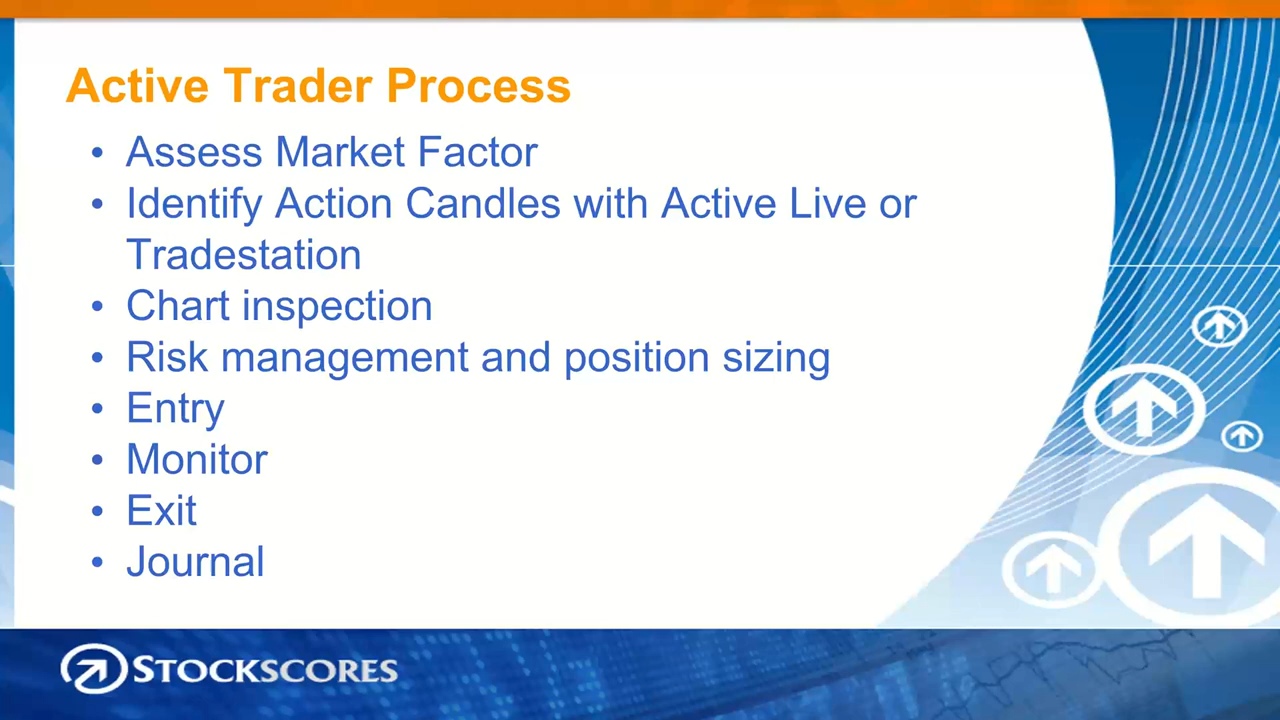 Active Trader Process
• Assess Market Factor
• Identify Action Candles with Active Live or
Tradestation
• Chart inspection
• Risk management and position sizing
• Entry
• Monitor
• Exit
• Journal
STOCKSCORES